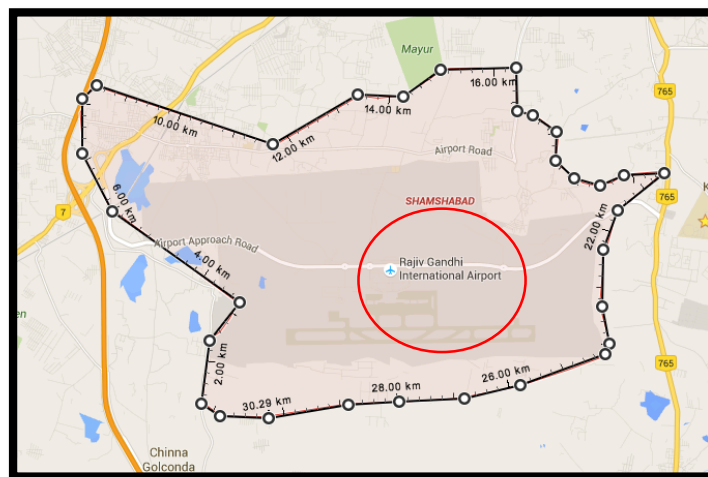 Mayur
765
16.00 km
14.00 km
10.00 km
12.00 km
Airport Road
765
K
6.00 km
SHAMSHABAD
7
Airport Approach Road
22.00 km
4.00 km
Rajiv Gandhi
International Airport
en
2.00 km
765
26.00 km
28.00 km
30.29 km
Chinna
Golconda